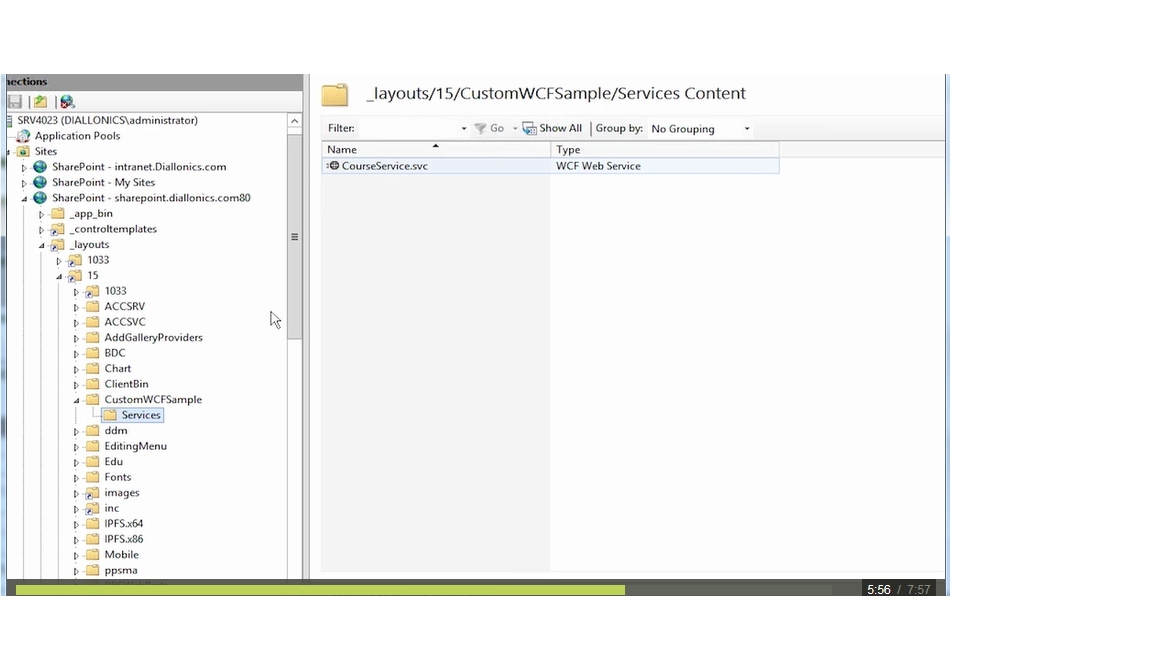 nections
_layouts/15/CustomWCFSample/Services Content
SRV4023 (DIALLONICS\administrator)
Application Pools
Sites
SharePoint - intranet.Diallonics.com
SharePoint - My Sites
SharePoint - sharepoint.diallonics.com80
_app_bin
_controltemplates
_layouts
1033
15
1033
ACCSRV
ACCSVC
AddGalleryProviders
BDC
Chart
ClientBin
CustomWCFSample
Services
ddm
EditingMenu
Edu
Fonts
images
inc
IPFS.x64
IPFS.x86
Mobile
ppsma
Filter: Go Show All Group by: No Grouping
Name Type
CourseService.svc WCF Web Service
5:56 / 7:57